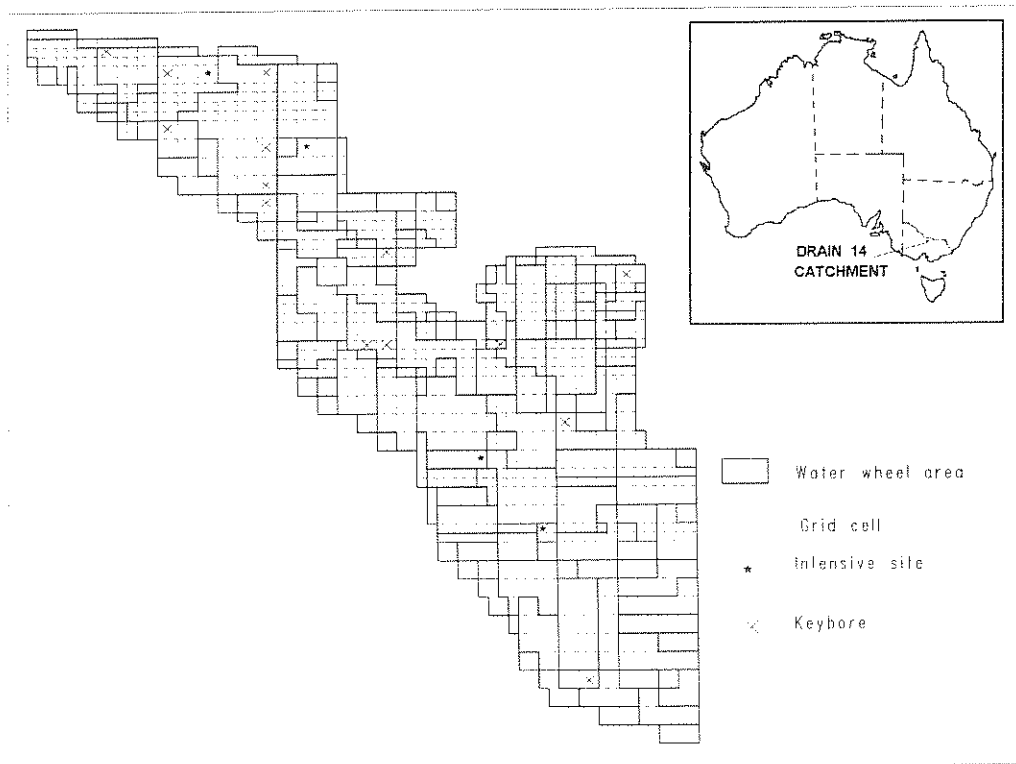 DRAIN 14
CATCHMENT
Water wheel area
Grid cell
Intensive site
Keybore